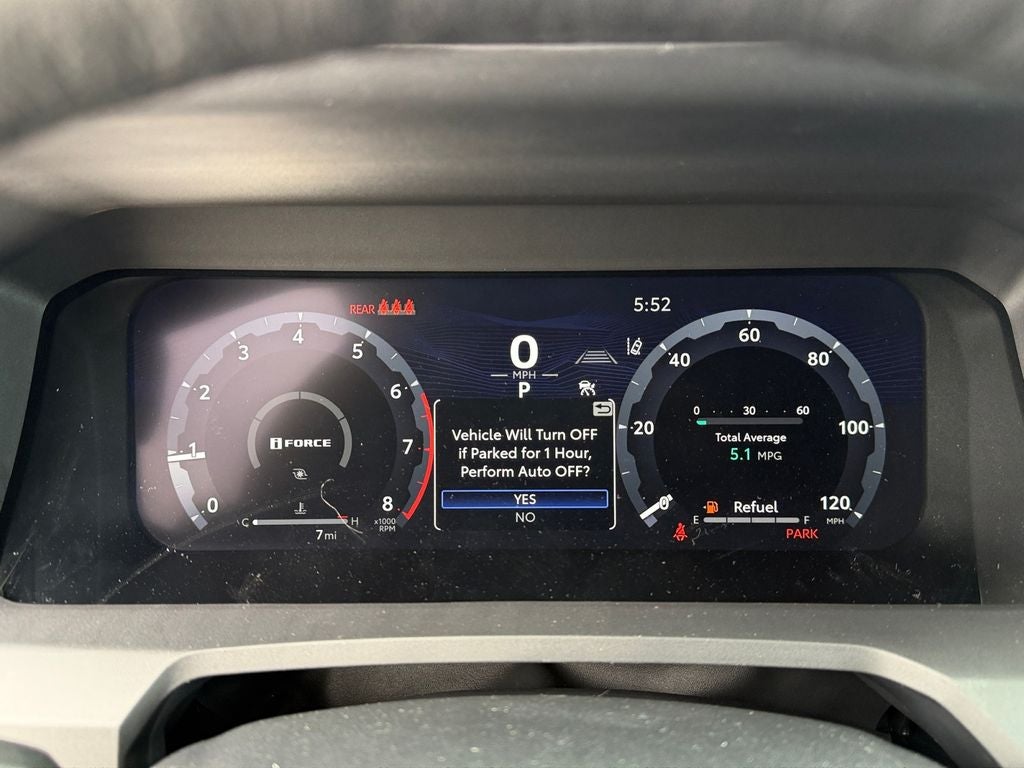 REAR
5:52
0
MPH
P
0
1
2
3
4
5
6
7
8
x1000
RPM
i FORCE
C
H
7 mi
Vehicle Will Turn OFF
if Parked for 1 Hour,
Perform Auto OFF?
YES
NO
0
20
40
60
80
100
120
MPH
0 30 60
Total Average
5.1 MPG
Refuel
E
F
PARK